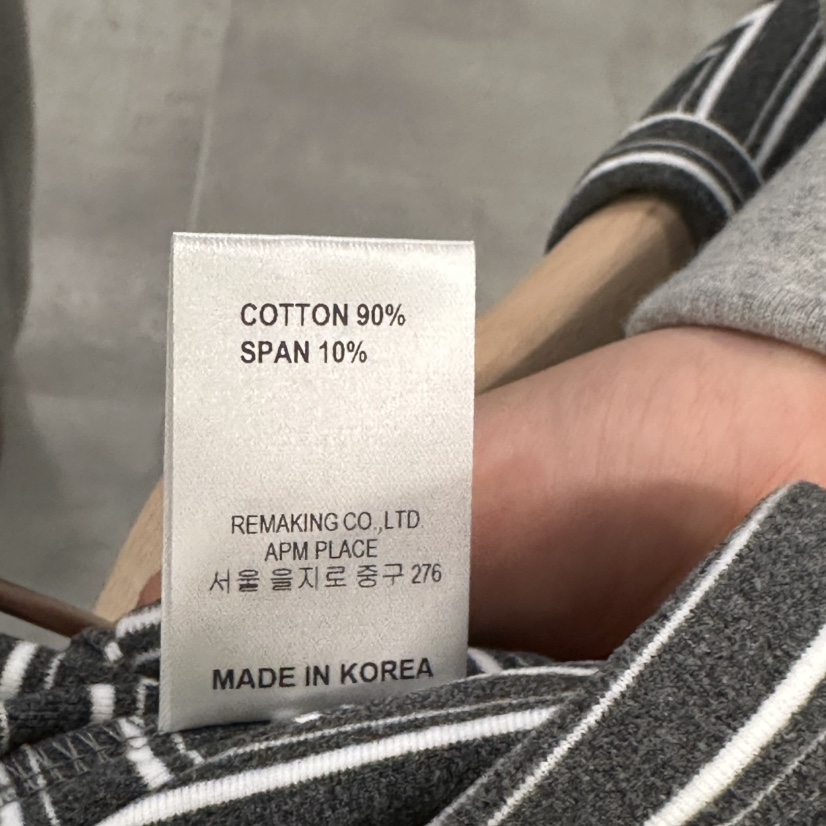 COTTON 90%
SPAN 10%
REMAKING CO.,LTD
APM PLACE
서울 을지로 중구 276
MADE IN KOREA